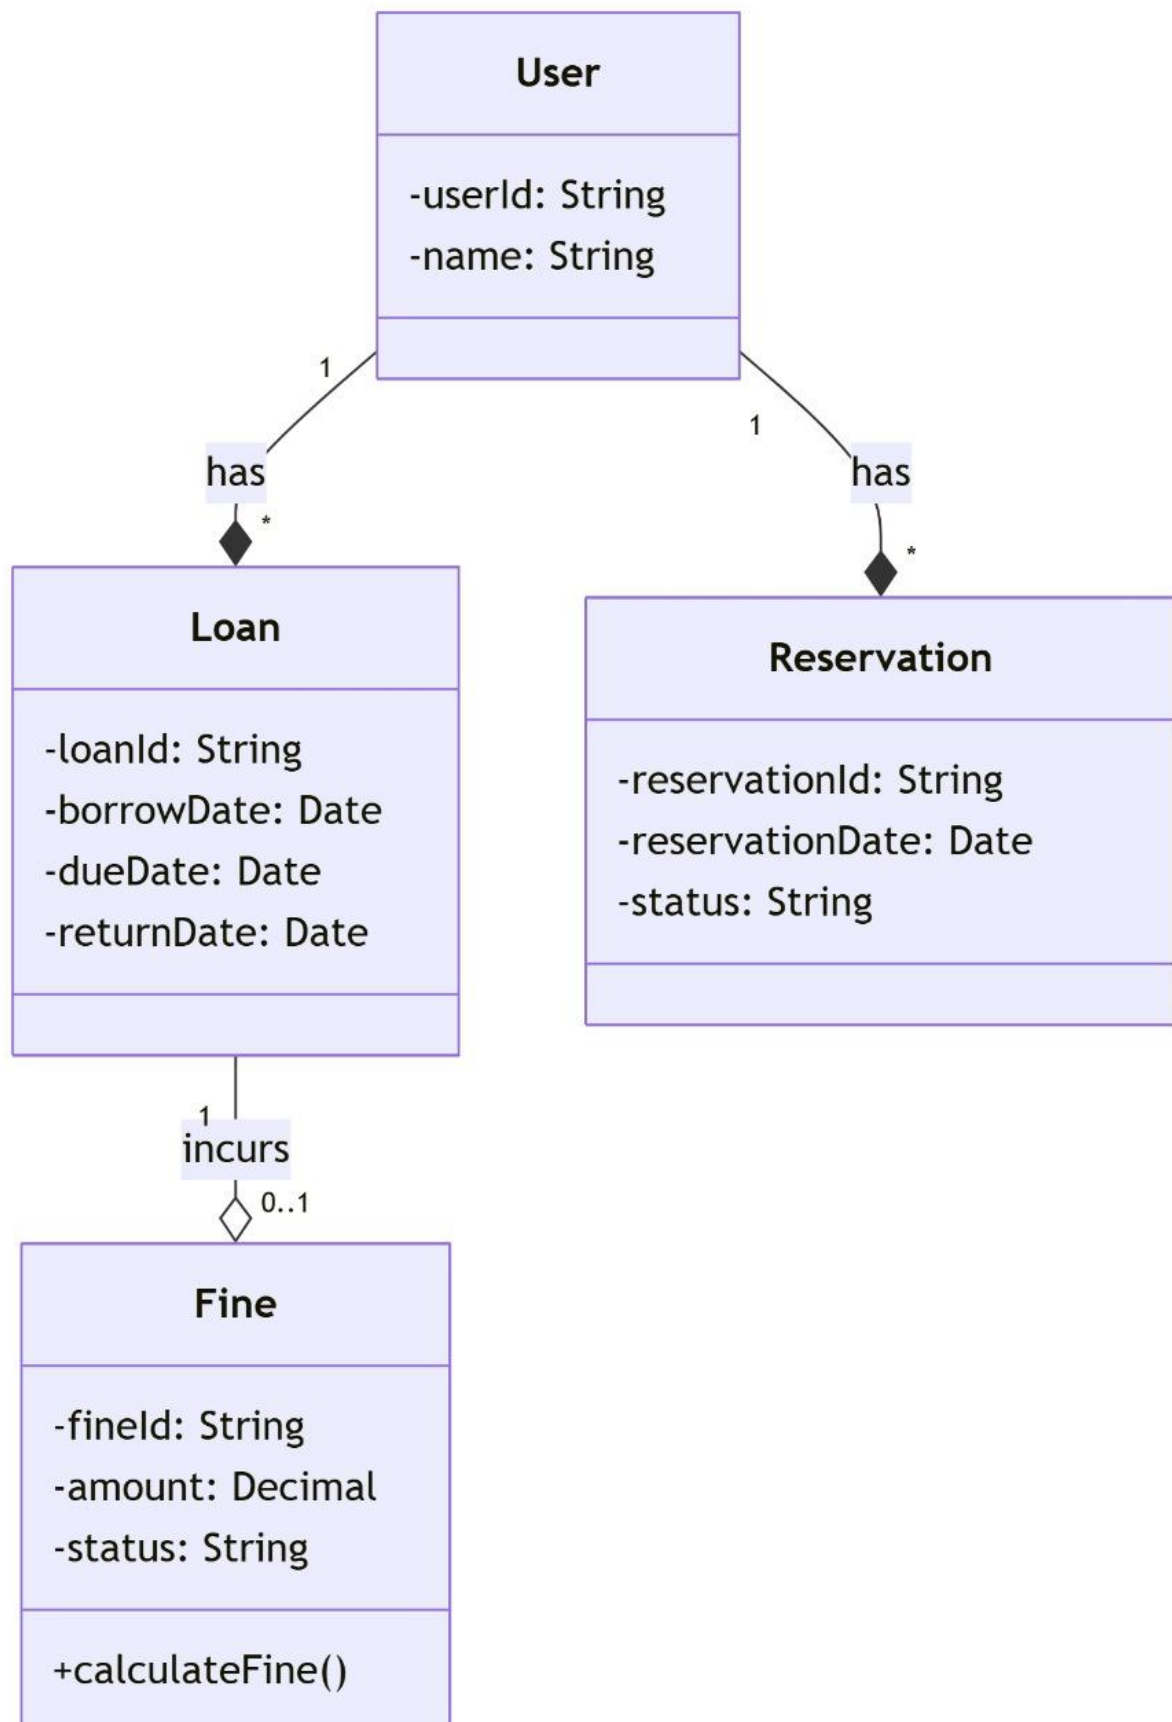 User
-userId: String
-name: String
1
1
has
has
*
*
Loan
-loanId: String
-borrowDate: Date
-dueDate: Date
-returnDate: Date
Reservation
-reservationId: String
-reservationDate: Date
-status: String
1
incurs
0..1
Fine
-fineId: String
-amount: Decimal
-status: String
+calculateFine()